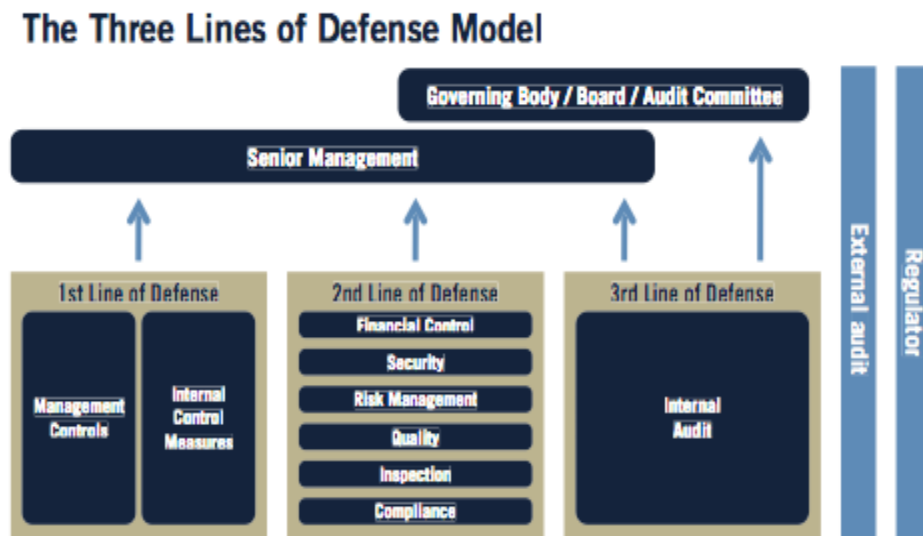 The Three Lines of Defense Model
Governing Body / Board / Audit Committee
Senior Management
1st Line of Defense
Management
Controls
Internal
Control
Measures
2nd Line of Defense
Financial Control
Security
Risk Management
Quality
Inspection
Compliance
3rd Line of Defense
Internal
Audit
External audit
Regulator